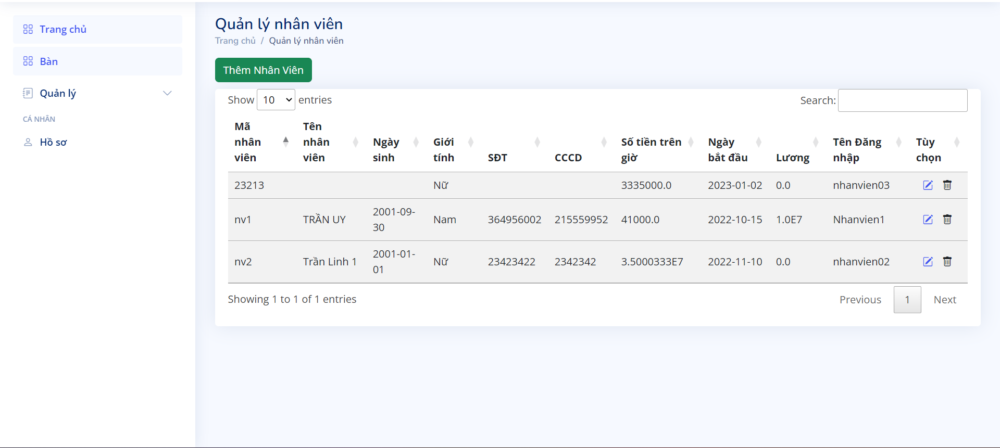 Trang chủ
Bàn
Quản lý
CÁ NHÂN
Hồ sơ
Quản lý nhân viên
Trang chủ / Quản lý nhân viên
Thêm Nhân Viên
Show 10 entries
Search:
Mã nhân viên Tên nhân viên Ngày sinh Giới tính SĐT CCCD Số tiền trên giờ Ngày bắt đầu Lương Tên Đăng nhập Tùy chọn
23213 Nữ 3335000.0 2023-01-02 0.0 nhanvien03
nv1 TRẦN UY 2001-09-30 Nam 364956002 215559952 41000.0 2022-10-15 1.0E7 Nhanvien1
nv2 Trần Linh 1 2001-01-01 Nữ 23423422 2342342 3.5000333E7 2022-11-10 0.0 nhanvien02
Showing 1 to 1 of 1 entries
Previous 1 Next